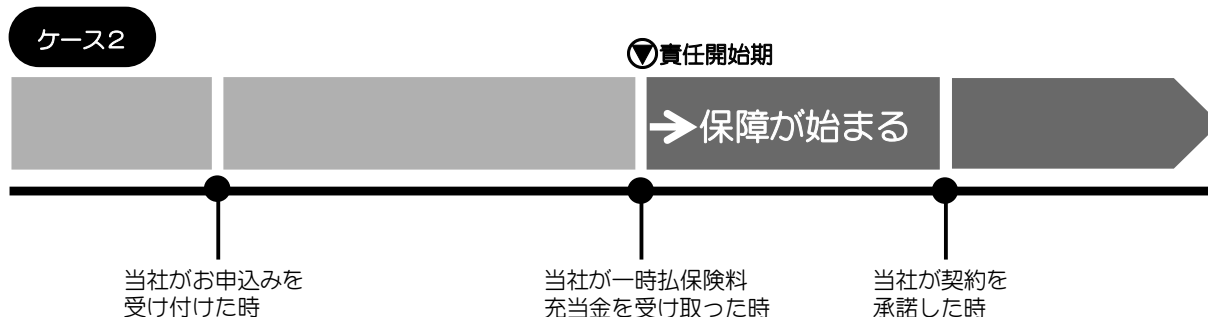 ケース2
責任開始期
保障が始まる
当社がお申込みを
受け付けた時
当社が一時払保険料
充当金を受け取った時
当社が契約を
承諾した時